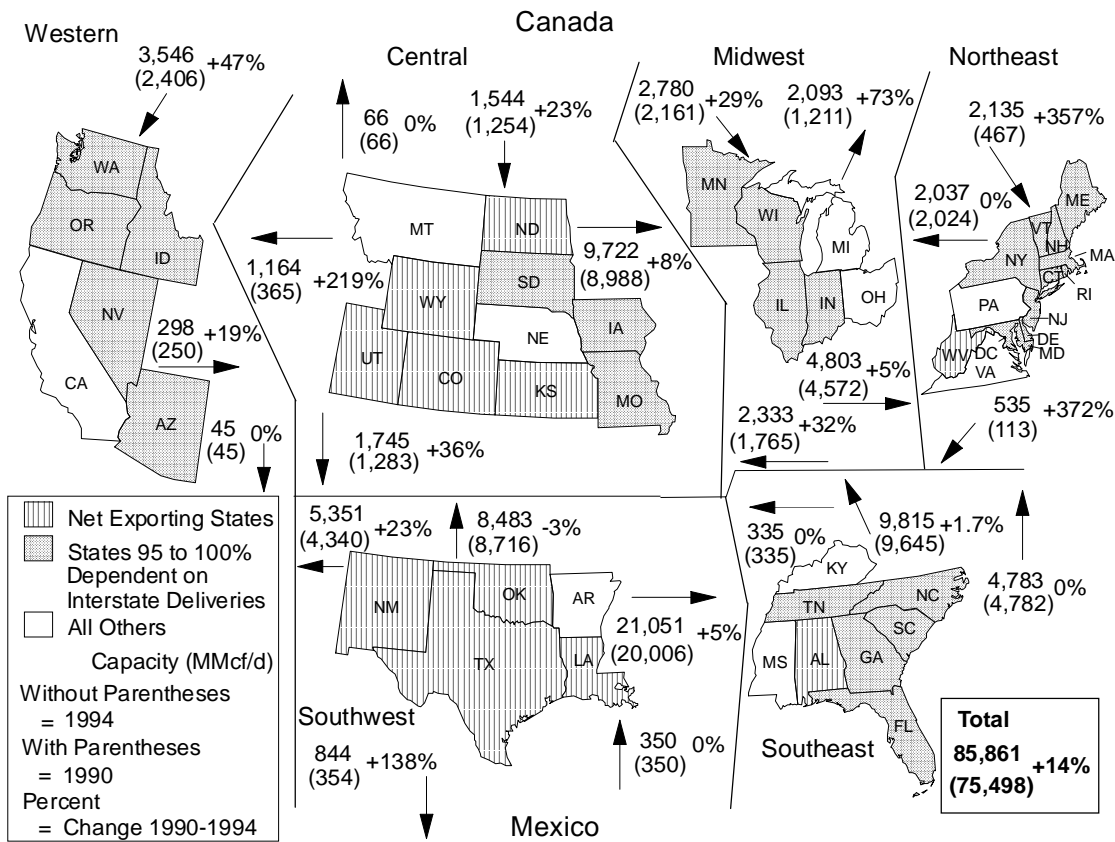 Canada
Western
Central
Midwest
Northeast
3,546
(2,406)
+47%
66
(66)
0%
1,544
(1,254)
+23%
2,780
(2,161)
+29%
2,093
(1,211)
+73%
2,135
(467)
+357%
2,037
(2,024)
0%
WA
OR
ID
NV
CA
AZ
1,164
(365)
+219%
298
(250)
+19%
45
(45)
0%
MT
ND
SD
WY
NE
IA
UT
CO
KS
MO
9,722
(8,988)
+8%
1,745
(1,283)
+36%
MN
WI
MI
IL
IN
OH
4,803
(4,572)
+5%
2,333
(1,765)
+32%
ME
VT
NH
NY
MA
CT
RI
PA
NJ
DE
MD
WV
DC
VA
535
(113)
+372%
Net Exporting States
States 95 to 100%
Dependent on
Interstate Deliveries
All Others
Capacity (MMcf/d)
Without Parentheses
= 1994
With Parentheses
= 1990
Percent
= Change 1990-1994
5,351
(4,340)
+23%
8,483
(8,716)
-3%
NM
OK
AR
TX
LA
21,051
(20,006)
+5%
Southwest
844
(354)
+138%
350
(350)
0%
335
(335)
0%
9,815
(9,645)
+1.7%
4,783
(4,782)
0%
KY
TN
NC
SC
MS
AL
GA
FL
Southeast
Total
85,861
(75,498)
+14%
Mexico